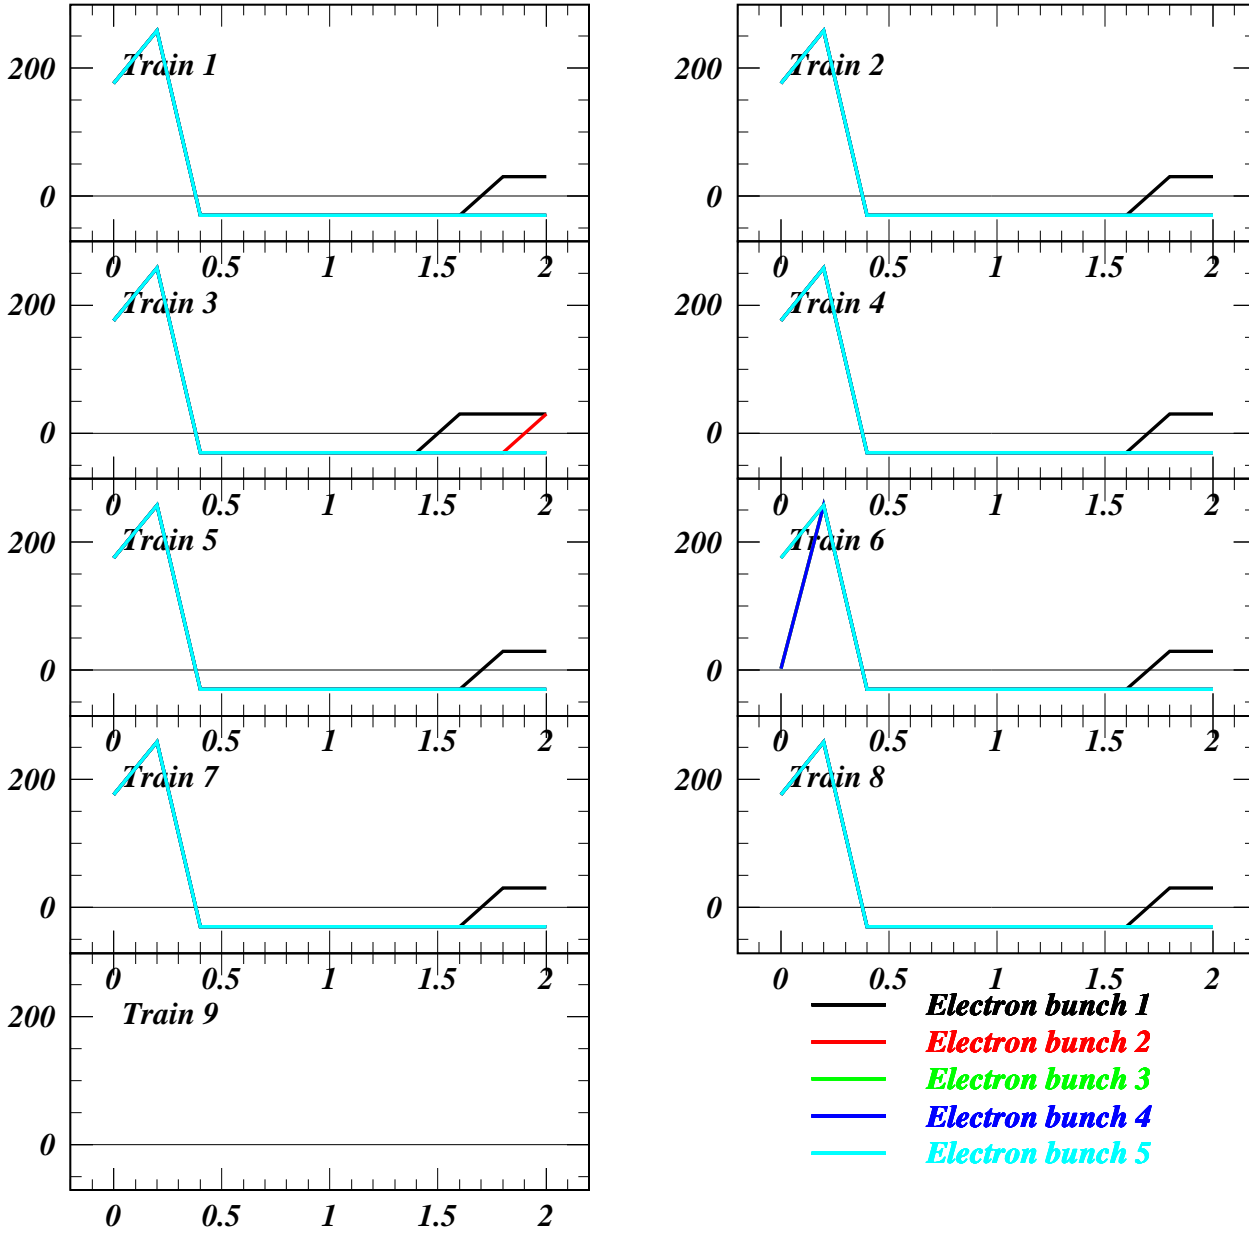 Train 1
200
0
0 0.5 1 1.5 2
Train 2
200
0
0 0.5 1 1.5 2
Train 3
200
0
0 0.5 1 1.5 2
Train 4
200
0
0 0.5 1 1.5 2
Train 5
200
0
0 0.5 1 1.5 2
Train 6
200
0
0 0.5 1 1.5 2
Train 7
200
0
0 0.5 1 1.5 2
Train 8
200
0
0 0.5 1 1.5 2
Train 9
200
0
0 0.5 1 1.5 2
Electron bunch 1
Electron bunch 2
Electron bunch 3
Electron bunch 4
Electron bunch 5